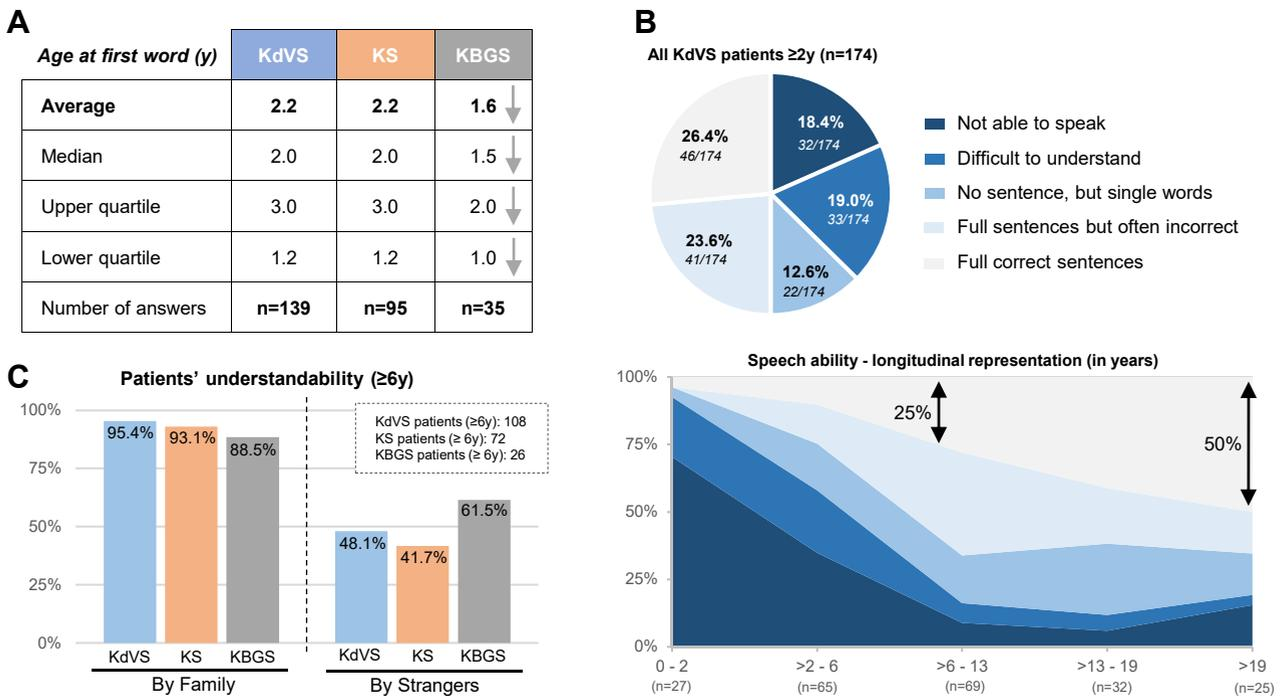 A
Age at first word (y) KdVS KS KBGS
Average 2.2 2.2 1.6
Median 2.0 2.0 1.5
Upper quartile 3.0 3.0 2.0
Lower quartile 1.2 1.2 1.0
Number of answers n=139 n=95 n=35
B
All KdVS patients ≥2y (n=174)
18.4%
32/174
19.0%
33/174
12.6%
22/174
23.6%
41/174
26.4%
46/174
Not able to speak
Difficult to understand
No sentence, but single words
Full sentences but often incorrect
Full correct sentences
C
Patients’ understandability (≥6y)
KdVS patients (≥6y): 108
KS patients (≥ 6y): 72
KBGS patients (≥ 6y): 26
100%
75%
50%
25%
0%
95.4%
93.1%
88.5%
48.1%
41.7%
61.5%
KdVS KS KBGS KdVS KS KBGS
By Family By Strangers
Speech ability - longitudinal representation (in years)
100%
75%
50%
25%
0%
25%
50%
0 - 2 >2 - 6 >6 - 13 >13 - 19 >19
(n=27) (n=65) (n=69) (n=32) (n=25)